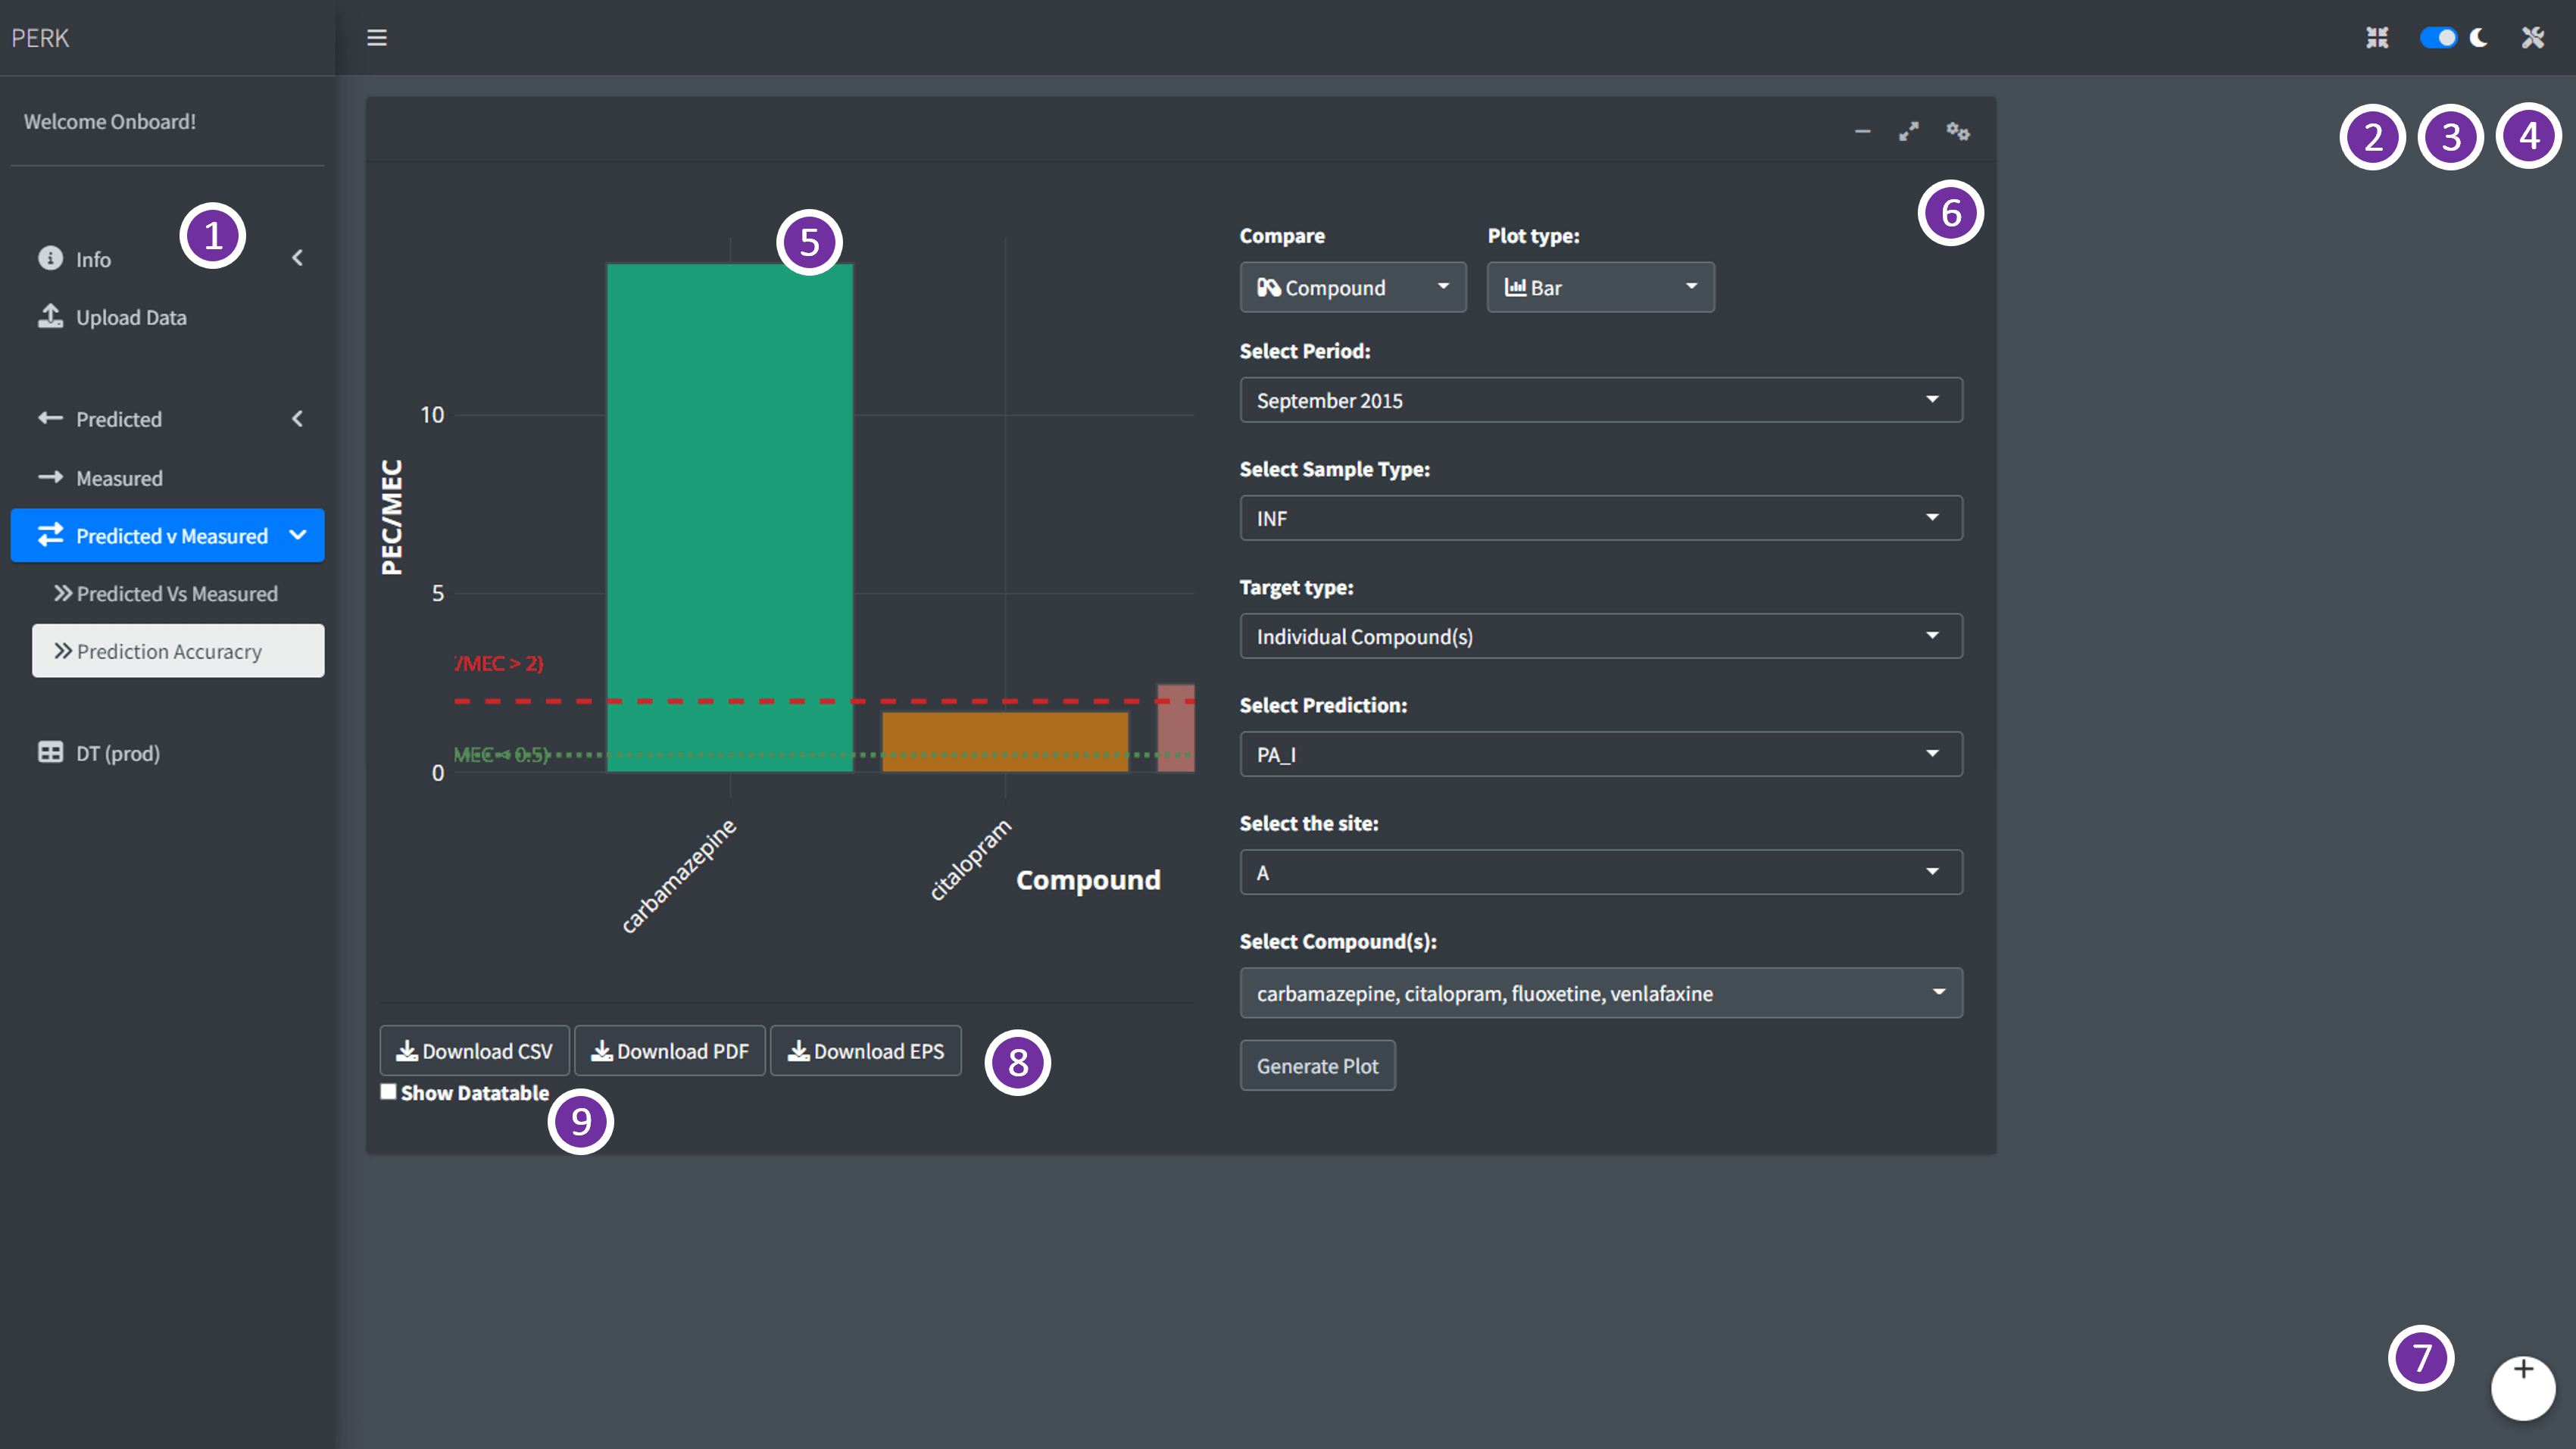 PERK
Welcome Onboard!
1
Info
Upload Data
Predicted
Measured
Predicted v Measured
Predicted Vs Measured
Prediction Accuracry
DT (prod)
2
3
4
5
6
10
5
0
PEC/MEC
/MEC > 2)
MEC < 0.5)
carbamazepine
citalopram
Compound
Compare
Plot type:
Compound
Bar
Select Period:
September 2015
Select Sample Type:
INF
Target type:
Individual Compound(s)
Select Prediction:
PA_I
Select the site:
A
Select Compound(s):
carbamazepine, citalopram, fluoxetine, venlafaxine
Generate Plot
Download CSV
Download PDF
Download EPS
8
Show Datatable
9
7
+